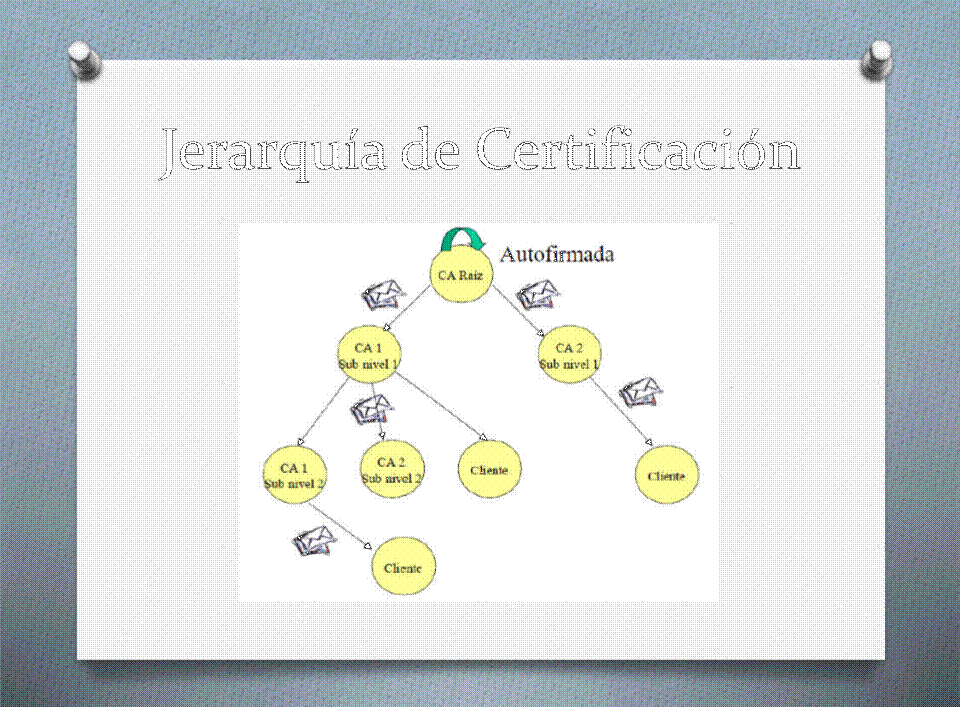 Jerarquía de Certificación
Autofirmada
CA Raiz
CA 1
Sub nivel 1
CA 2
Sub nivel 1
CA 1
Sub nivel 2
CA 2
Sub nivel 2
Cliente
Cliente
Cliente